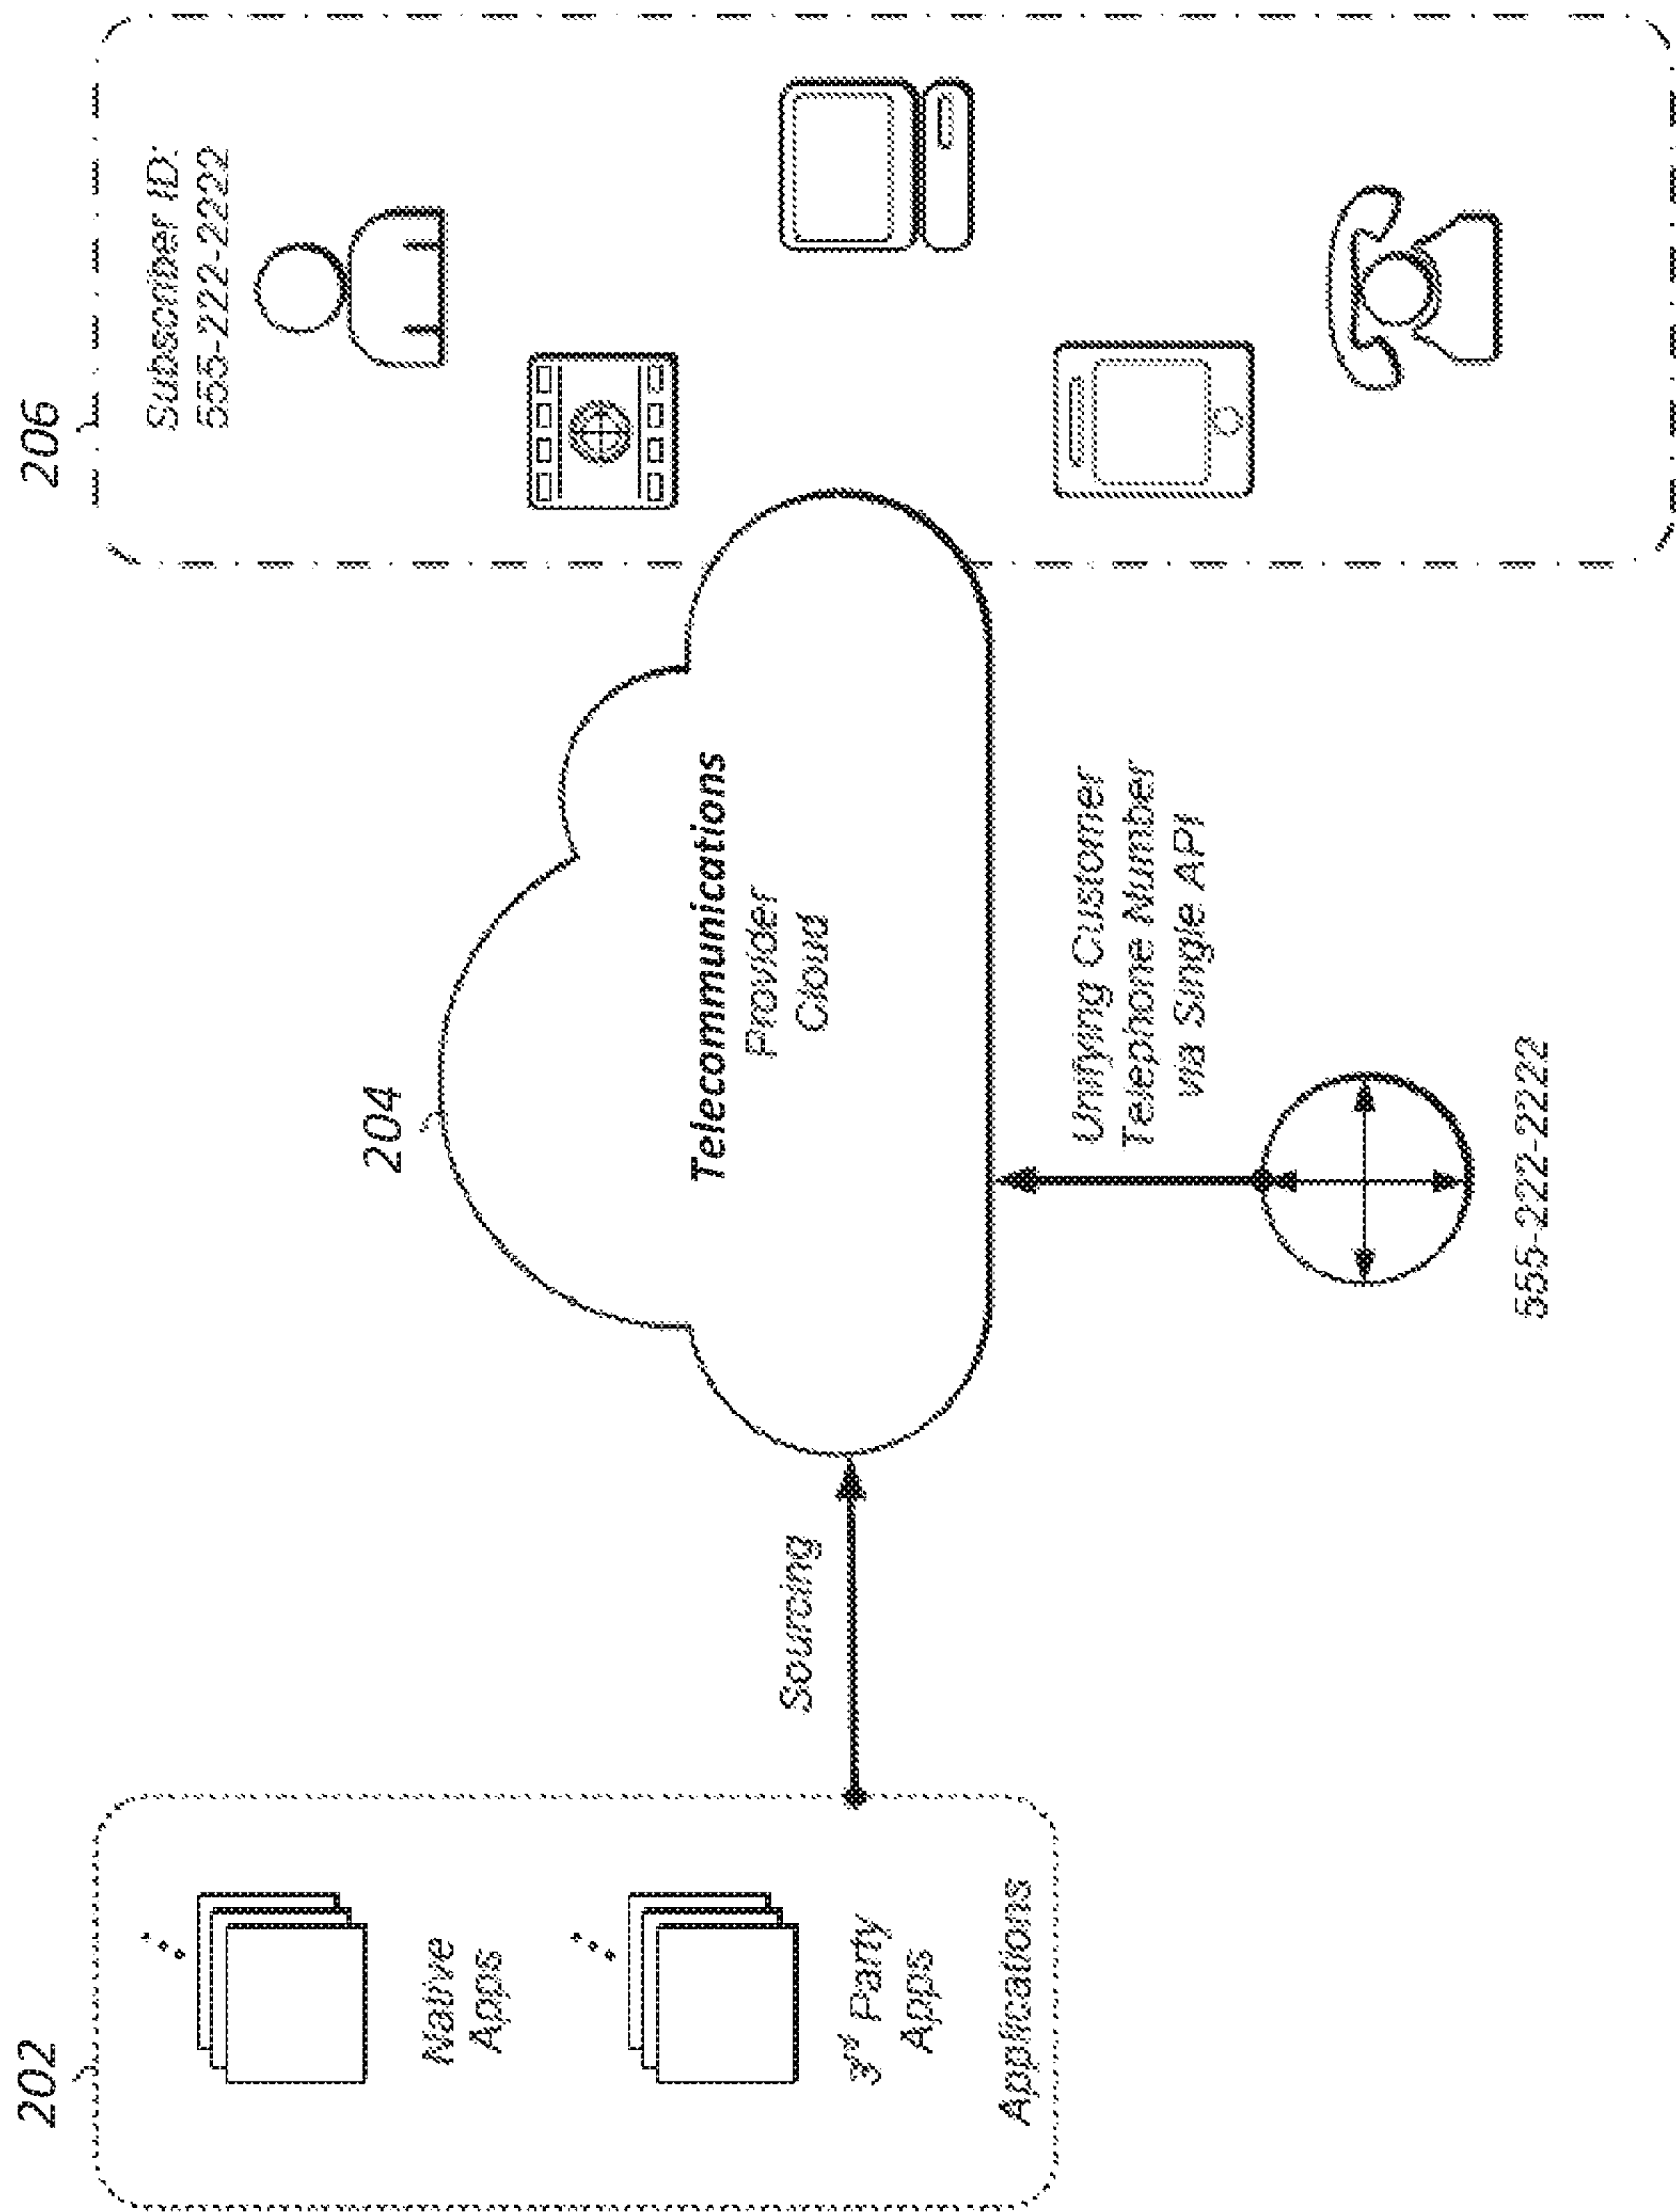 202
Native
Apps
3rd Party
Apps
Applications
Sourcing
204
Telecommunications
Provider
Cloud
Unifying Customer
Telephone Number
via Single API
555-222-2222
206
Subscriber ID:
555-222-2222